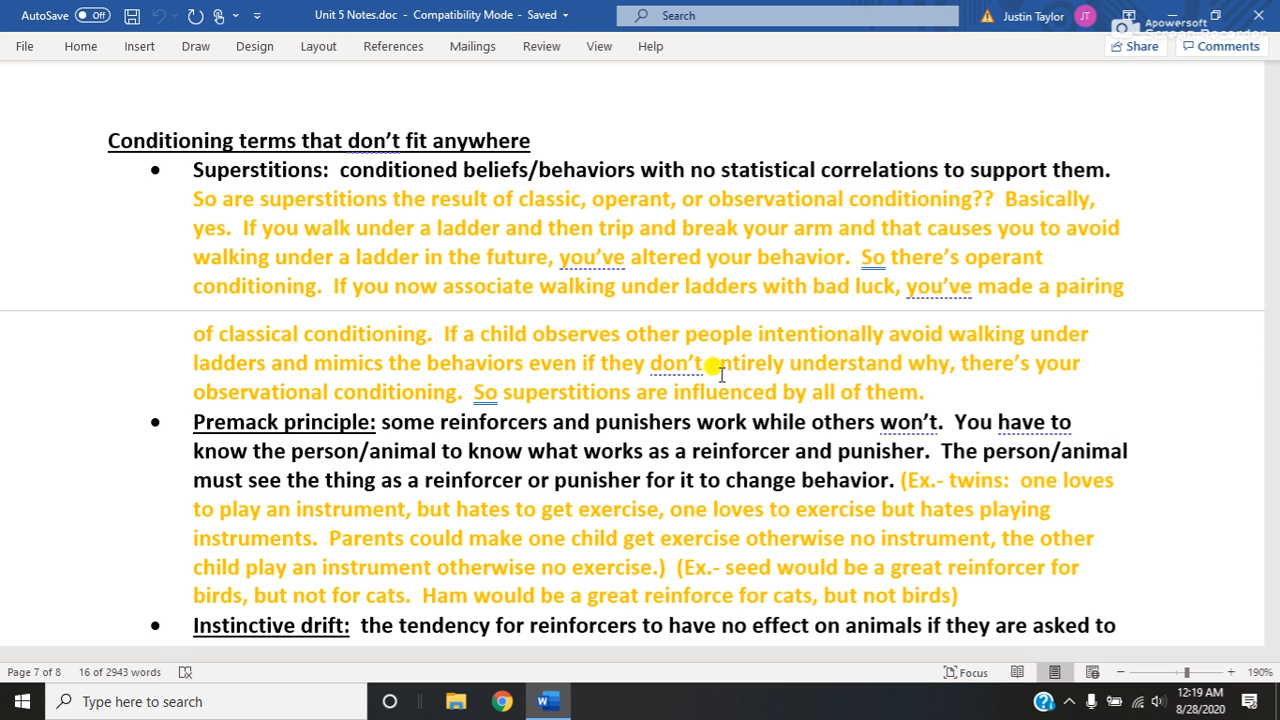 AutoSave Off Unit 5 Notes.doc - Compatibility Mode - Saved Search Justin Taylor JT
Apowersoft
Screen Recorder
File Home Insert Draw Design Layout References Mailings Review View Help Share Comments
Conditioning terms that don't fit anywhere
• Superstitions: conditioned beliefs/behaviors with no statistical correlations to support them.
So are superstitions the result of classic, operant, or observational conditioning?? Basically,
yes. If you walk under a ladder and then trip and break your arm and that causes you to avoid
walking under a ladder in the future, you've altered your behavior. So there's operant
conditioning. If you now associate walking under ladders with bad luck, you've made a pairing
of classical conditioning. If a child observes other people intentionally avoid walking under
ladders and mimics the behaviors even if they don't entirely understand why, there's your
observational conditioning. So superstitions are influenced by all of them.
• Premack principle: some reinforcers and punishers work while others won't. You have to
know the person/animal to know what works as a reinforcer and punisher. The person/animal
must see the thing as a reinforcer or punisher for it to change behavior. (Ex.- twins: one loves
to play an instrument, but hates to get exercise, one loves to exercise but hates playing
instruments. Parents could make one child get exercise otherwise no instrument, the other
child play an instrument otherwise no exercise.) (Ex.- seed would be a great reinforcer for
birds, but not for cats. Ham would be a great reinforce for cats, but not birds)
• Instinctive drift: the tendency for reinforcers to have no effect on animals if they are asked to
Page 7 of 8 16 of 2943 words Focus 190%
Type here to search 12:19 AM
8/28/2020